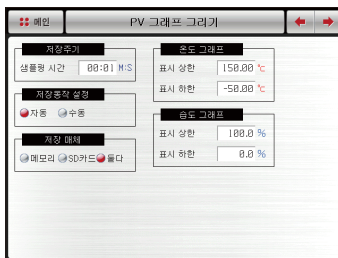 메인
PV 그래프 그리기
저장주기
샘플링 시간 00:01 M:S
저장동작 설정
자동 수동
저장 매체
메모리 SD카드 둘다
온도 그래프
표시 상한 150.00 ℃
표시 하한 -50.00 ℃
습도 그래프
표시 상한 100.0 %
표시 하한 0.0 %